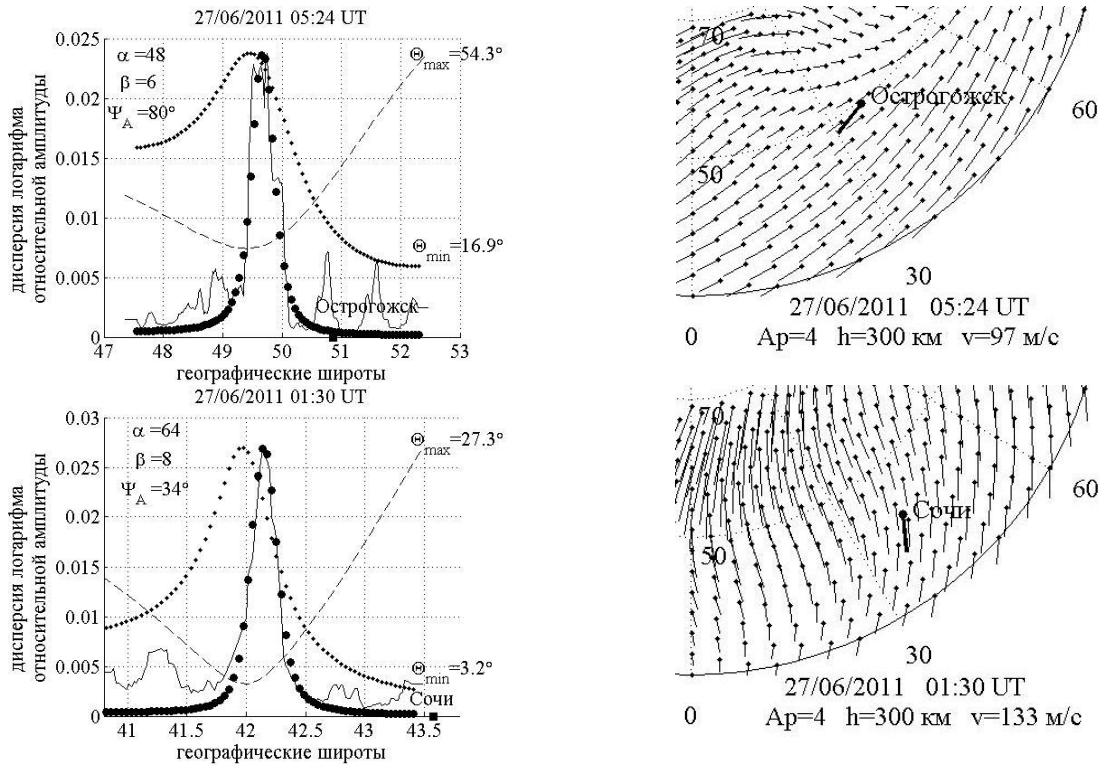 27/06/2011 05:24 UT
0.025
0.02
0.015
0.01
0.005
0
α =48
β =6
Ψ A =80°
Θ max =54.3°
Θ min =16.9°
Острогожск
47 48 49 50 51 52 53
дисперсия логарифма
относительной амплитуды
географические широты
70
Острогожск
60
50
30
27/06/2011 05:24 UT
0 Ap=4 h=300 км v=97 м/с
27/06/2011 01:30 UT
0.03
0.025
0.02
0.015
0.01
0.005
0
α =64
β =8
Ψ A =34°
Θ max =27.3°
Θ min =3.2°
Сочи
41 41.5 42 42.5 43 43.5
дисперсия логарифма
относительной амплитуды
географические широты
70
Сочи
60
50
30
27/06/2011 01:30 UT
0 Ap=4 h=300 км v=133 м/с